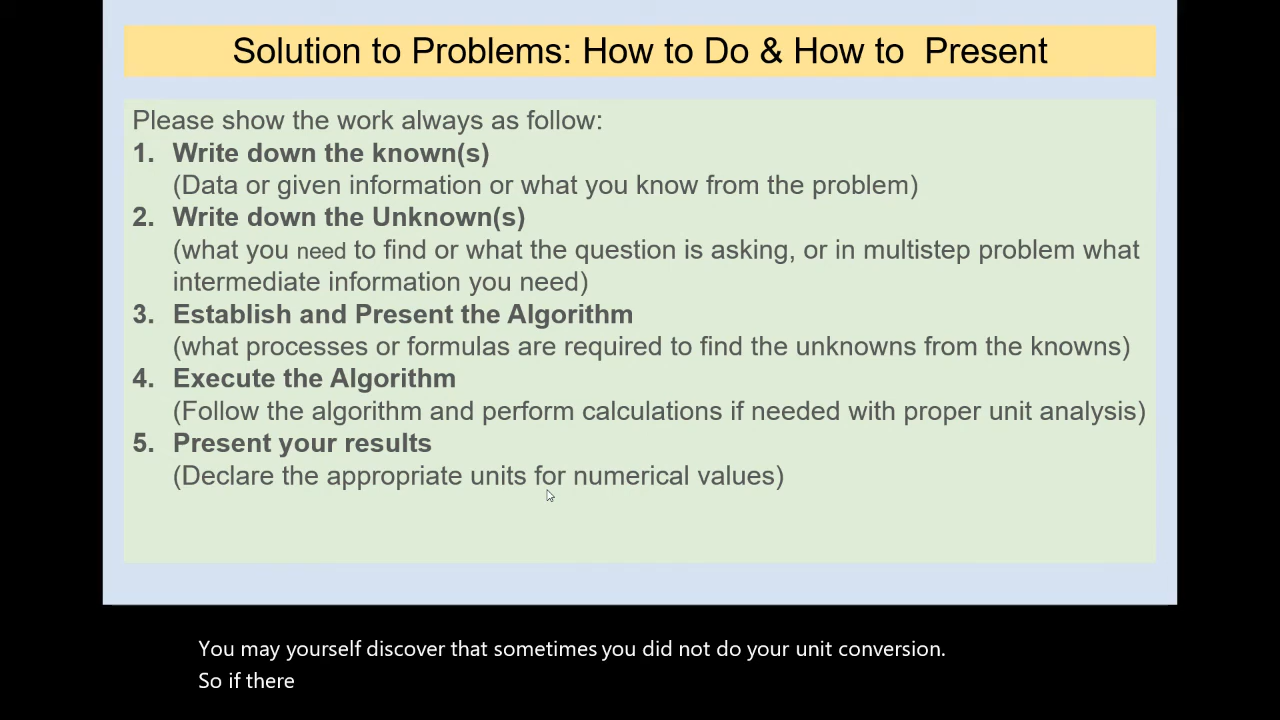 Solution to Problems: How to Do & How to  Present
Please show the work always as follow:
1. Write down the known(s)
(Data or given information or what you know from the problem)
2. Write down the Unknown(s)
(what you need to find or what the question is asking, or in multistep problem what
intermediate information you need)
3. Establish and Present the Algorithm
(what processes or formulas are required to find the unknowns from the knowns)
4. Execute the Algorithm
(Follow the algorithm and perform calculations if needed with proper unit analysis)
5. Present your results
(Declare the appropriate units for numerical values)
You may yourself discover that sometimes you did not do your unit conversion.
So if there